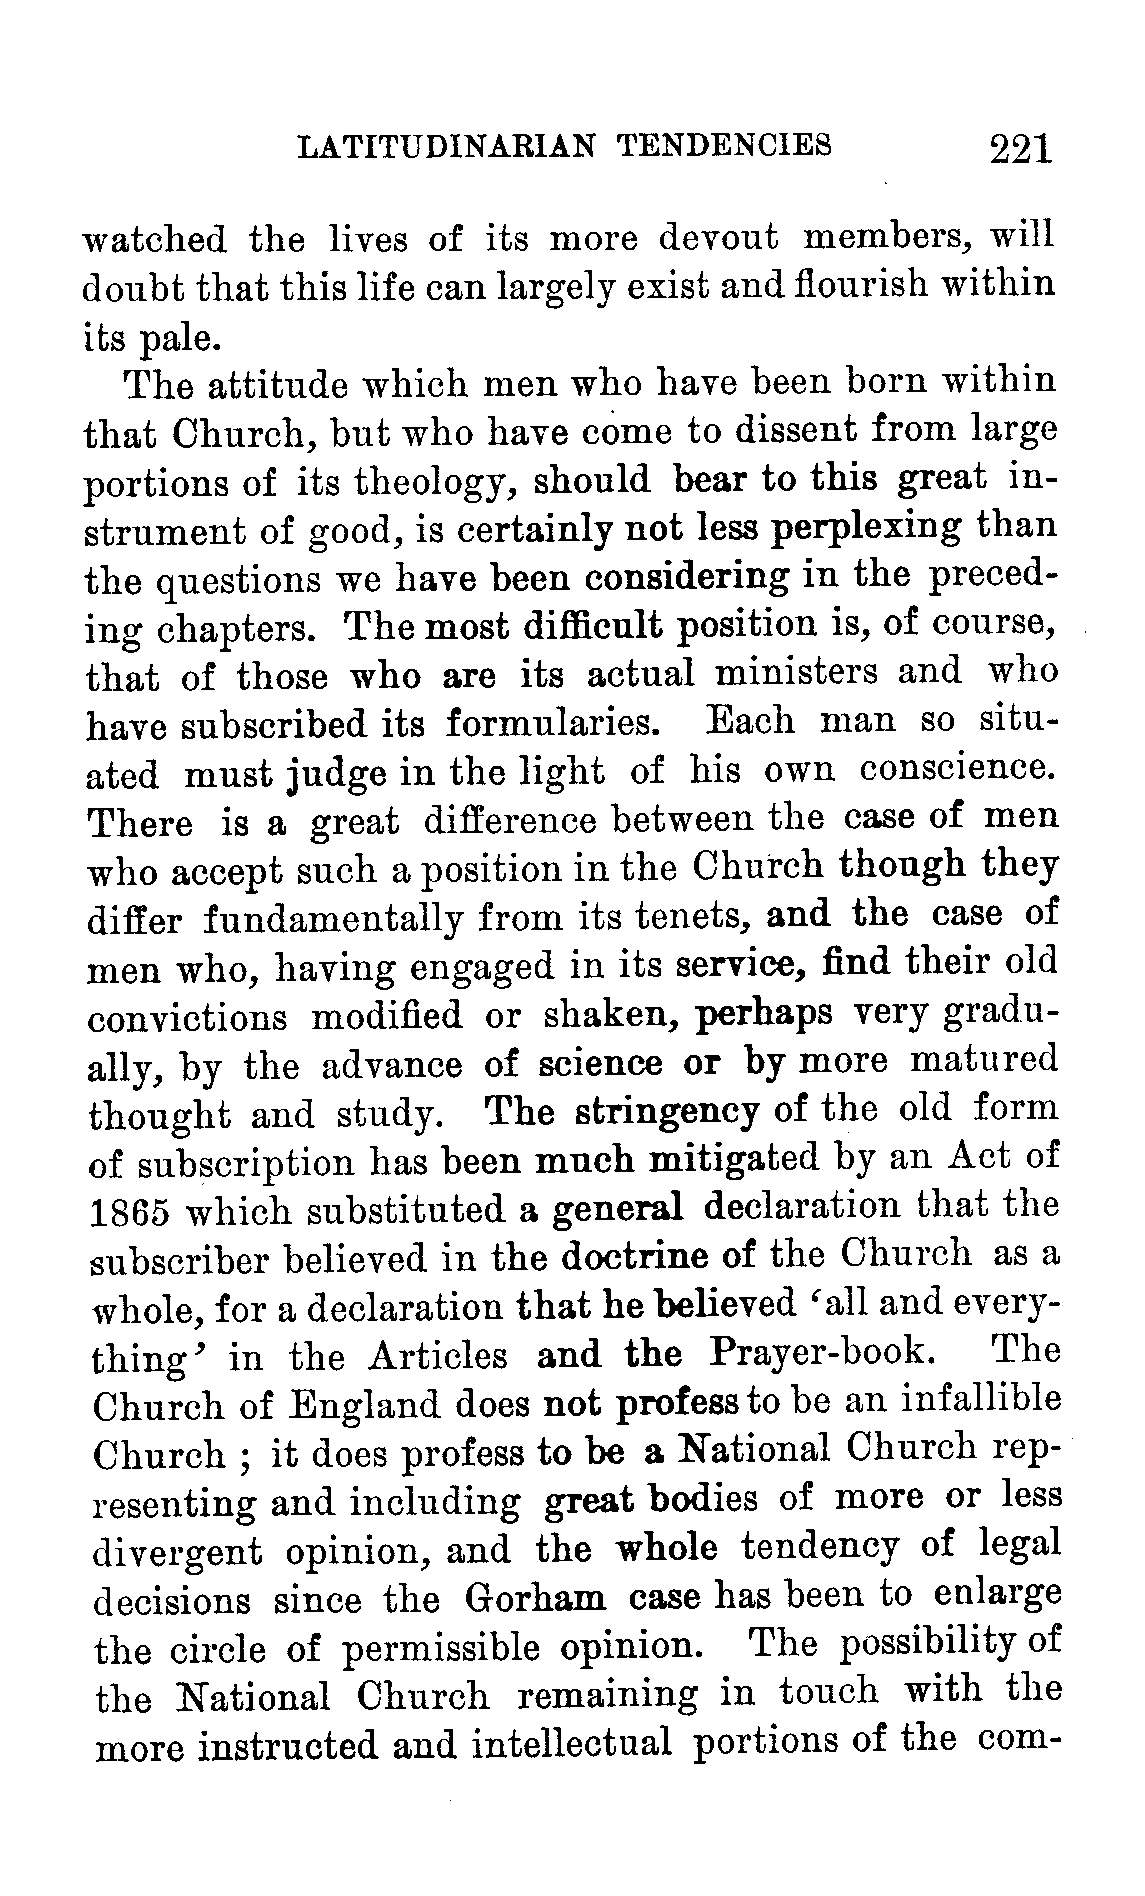 LATITUDINARIAN TENDENCIES 221
watched the lives of its more devout members, will
doubt that this life can largely exist and flourish within
its pale.
The attitude which men who have been born within
that Church, but who have come to dissent from large
portions of its theology, should bear to this great in-
strument of good, is certainly not less perplexing than
the questions we have been considering in the preced-
ing chapters. The most difficult position is, of course,
that of those who are its actual ministers and who
have subscribed its formularies. Each man so situ-
ated must judge in the light of his own conscience.
There is a great difference between the case of men
who accept such a position in the Church though they
differ fundamentally from its tenets, and the case of
men who, having engaged in its service, find their old
convictions modified or shaken, perhaps very gradu-
ally, by the advance of science or by more matured
thought and study. The stringency of the old form
of subscription has been much mitigated by an Act of
1865 which substituted a general declaration that the
subscriber believed in the doctrine of the Church as a
whole, for a declaration that he believed ‘all and every-
thing’ in the Articles and the Prayer-book. The
Church of England does not profess to be an infallible
Church ; it does profess to be a National Church rep-
resenting and including great bodies of more or less
divergent opinion, and the whole tendency of legal
decisions since the Gorham case has been to enlarge
the circle of permissible opinion. The possibility of
the National Church remaining in touch with the
more instructed and intellectual portions of the com-